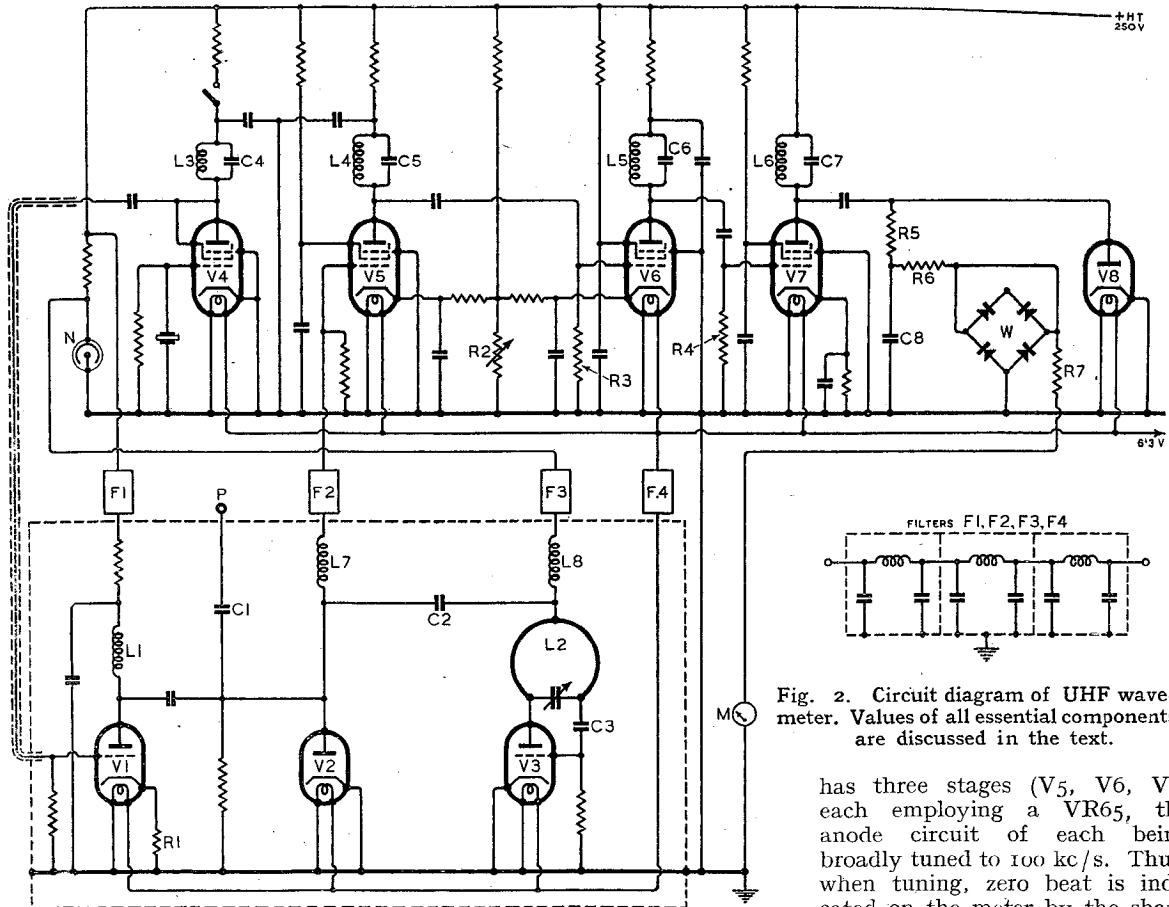 +HT
250V
L3
C4
L4
C5
L5
C6
L6
C7
V4
V5
V6
V7
V8
R5
R6
N
R2
R3
R4
C8
W
R7
6·3 V
F1
P
F2
F3
F4
L7
L8
C1
C2
L1
L2
C3
V1
V2
V3
R1
M
FILTERS F1, F2, F3, F4
Fig. 2. Circuit diagram of UHF wave
meter. Values of all essential component
are discussed in the text.
has three stages (V5, V6, V
each employing a VR65, th
anode circuit of each bein
broadly tuned to 100 kc/s. Thu
when tuning, zero beat is ind